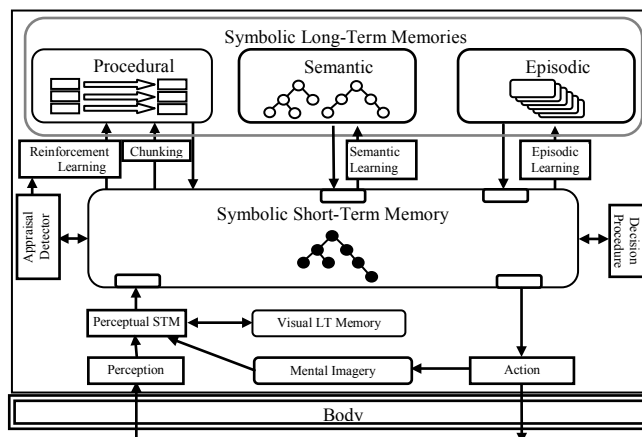 Symbolic Long-Term Memories
Procedural
Semantic
Episodic
Reinforcement
Learning
Chunking
Semantic
Learning
Episodic
Learning
Appraisal
Detector
Symbolic Short-Term Memory
Decision
Procedure
Perceptual STM
Visual LT Memory
Perception
Mental Imagery
Action
Body